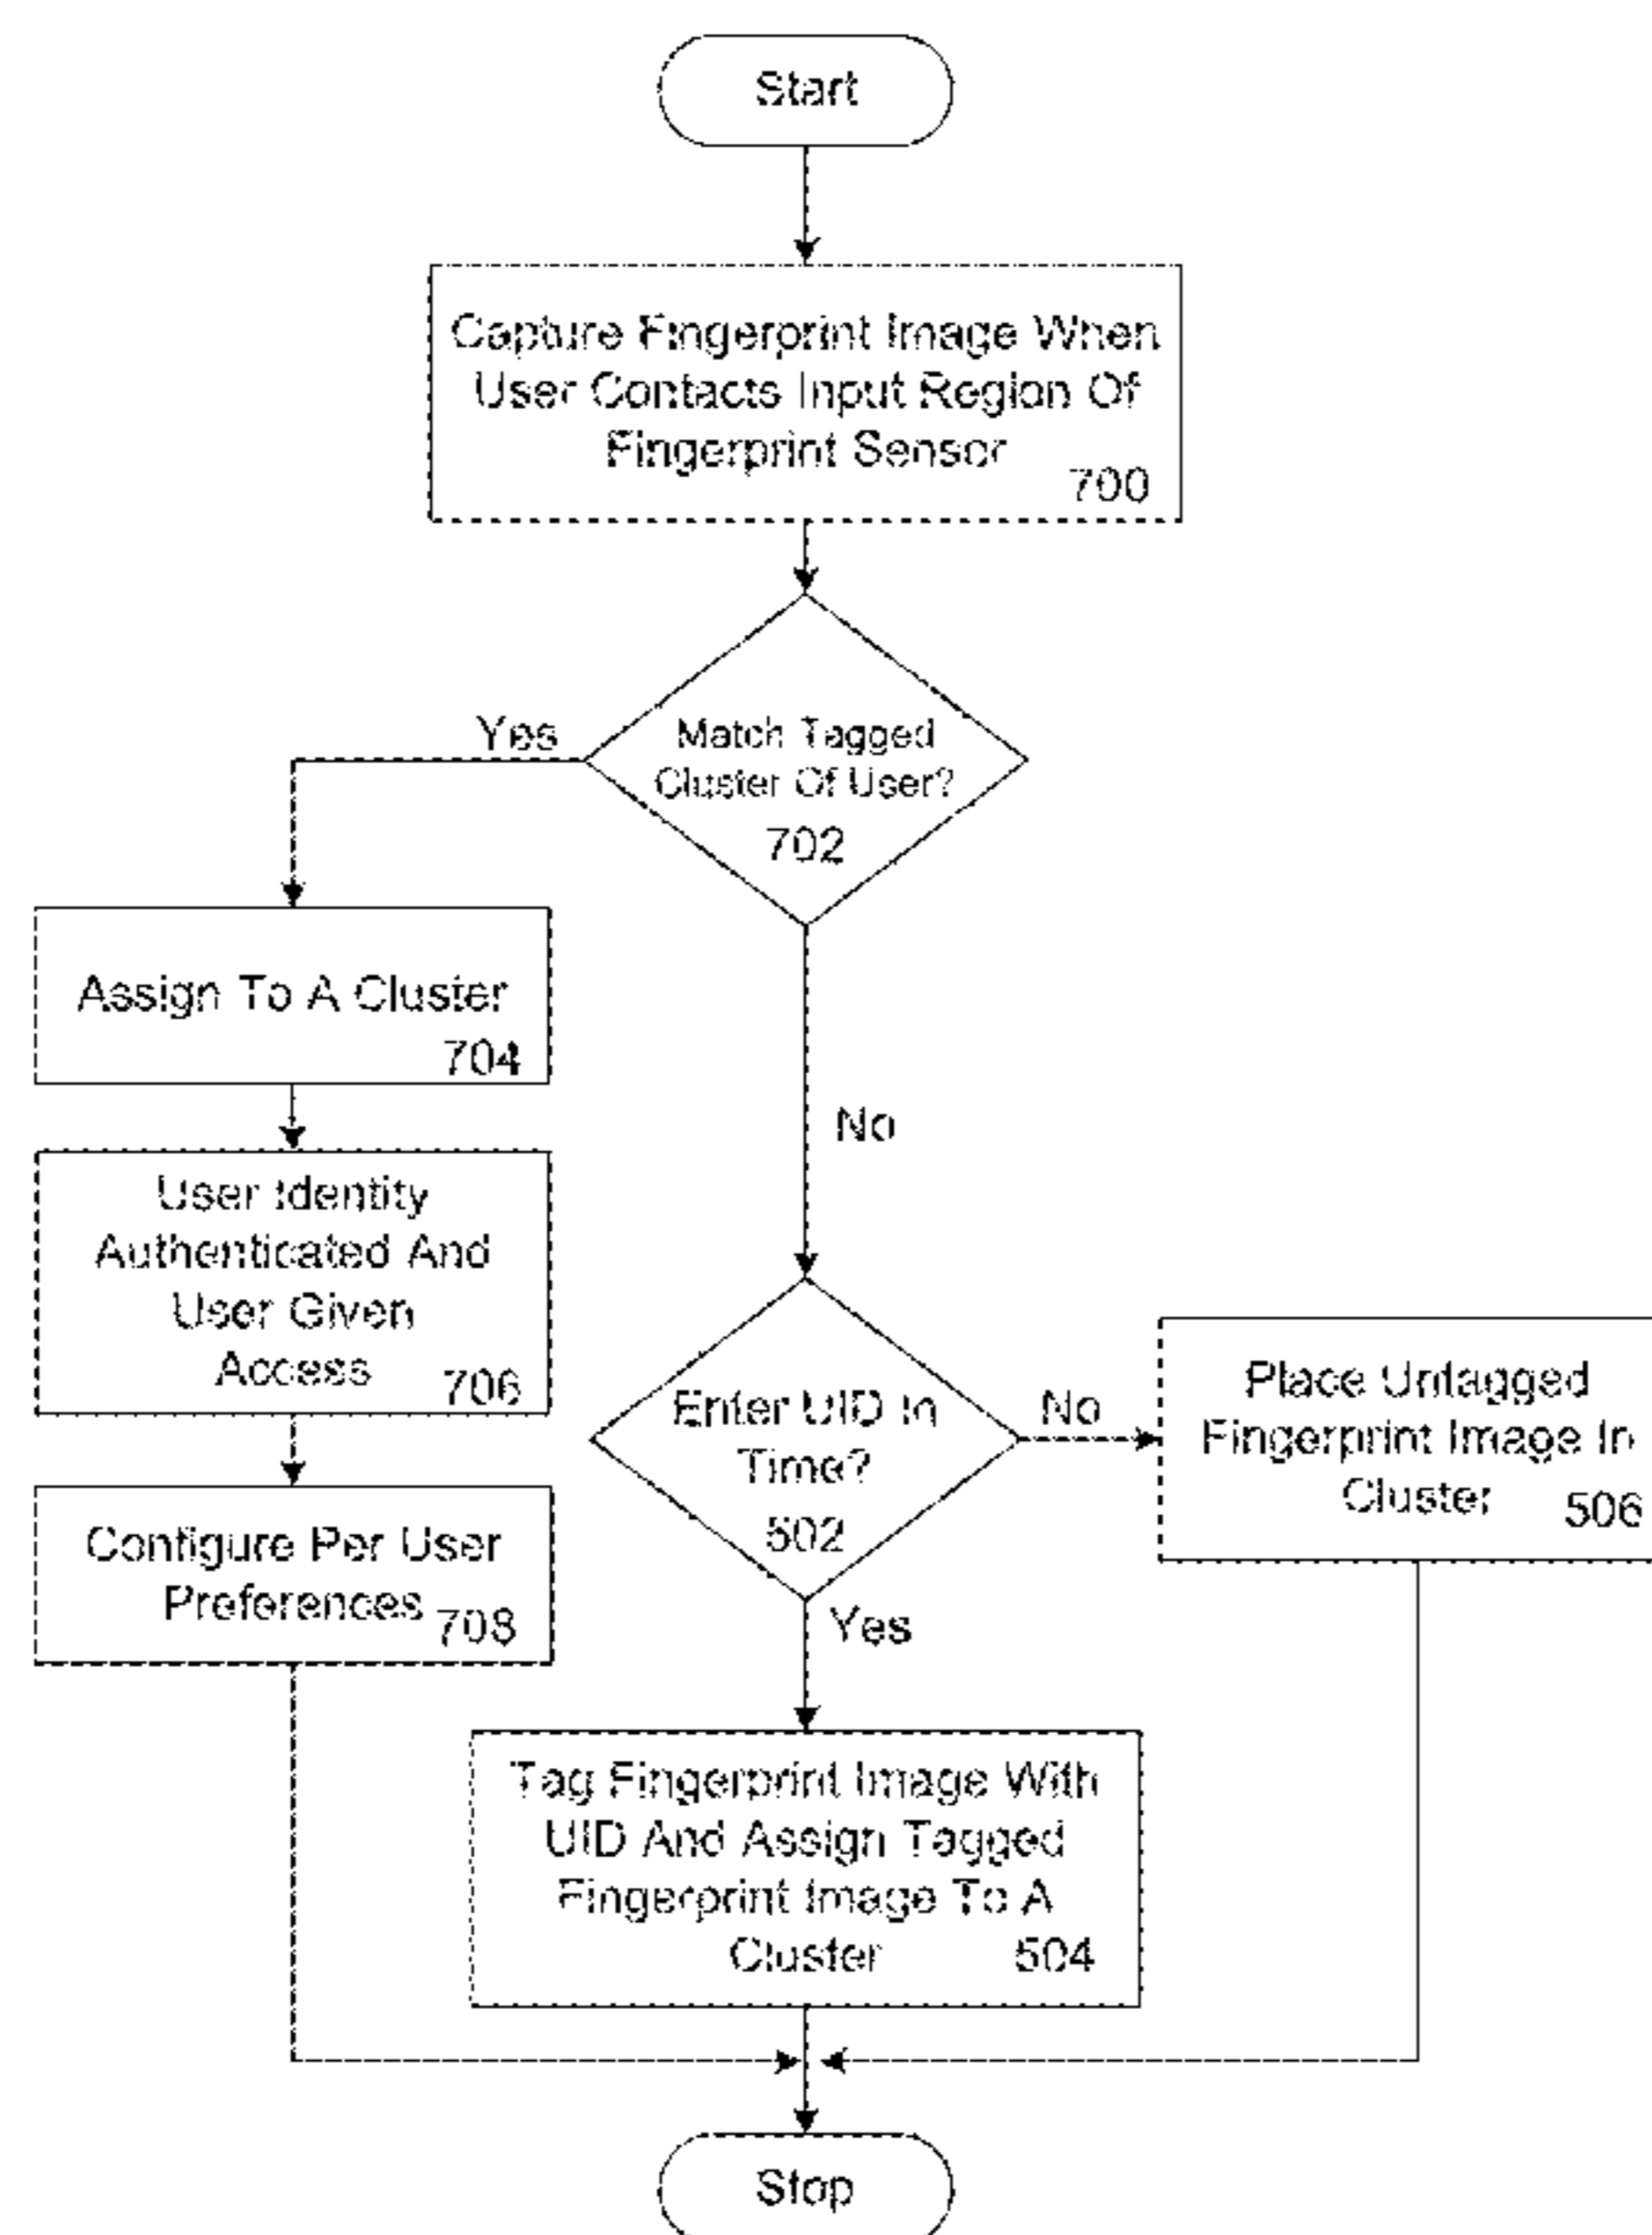 Start
Capture Fingerprint Image When
User Contacts Input Region Of
Fingerprint Sensor
700
Match Tagged
Cluster Of User?
702
Yes
No
Assign To A Cluster
704
User Identity
Authenticated And
User Given
Access
706
Configure Per User
Preferences
708
Enter UID In
Time?
502
No
Yes
Place Untagged
Fingerprint Image In
Cluster
506
Tag Fingerprint Image With
UID And Assign Tagged
Fingerprint Image To A
Cluster
504
Stop